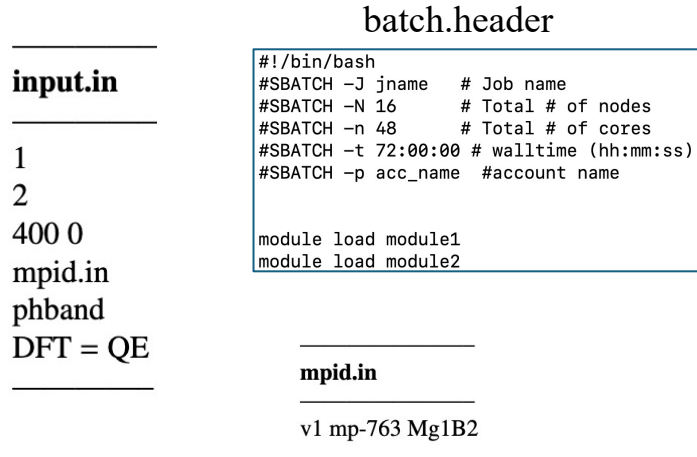 input.in
1
2
400 0
mpid.in
phband
DFT = QE
batch.header
#!/bin/bash
#SBATCH -J jname # Job name
#SBATCH -N 16 # Total # of nodes
#SBATCH -n 48 # Total # of cores
#SBATCH -t 72:00:00 # walltime (hh:mm:ss)
#SBATCH -p acc_name #account name
module load module1
module load module2
mpid.in
v1 mp-763 Mg1B2